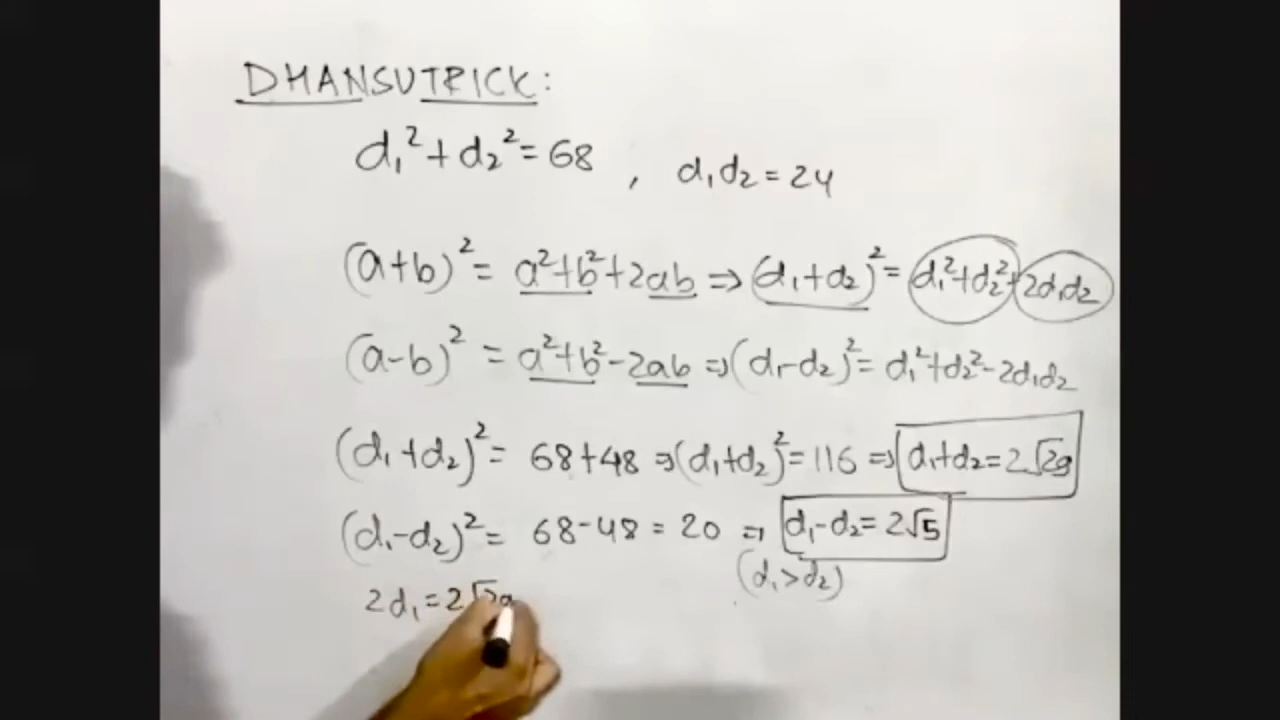 DHANSUTRICK:
d₁²+d₂²=68 , d₁d₂=24
(a+b)²= a²+b²+2ab ⇒ (d₁+d₂)²= d₁²+d₂²+2d₁d₂
(a-b)² = a²+b²-2ab ⇒ (d₁-d₂)²= d₁²+d₂²-2d₁d₂
(d₁+d₂)²= 68+48 ⇒ (d₁+d₂)²=116 ⇒ d₁+d₂=2√29
(d₁-d₂)²= 68-48=20 ⇒ d₁-d₂=2√5
(d₁>d₂)
2d₁=2√29